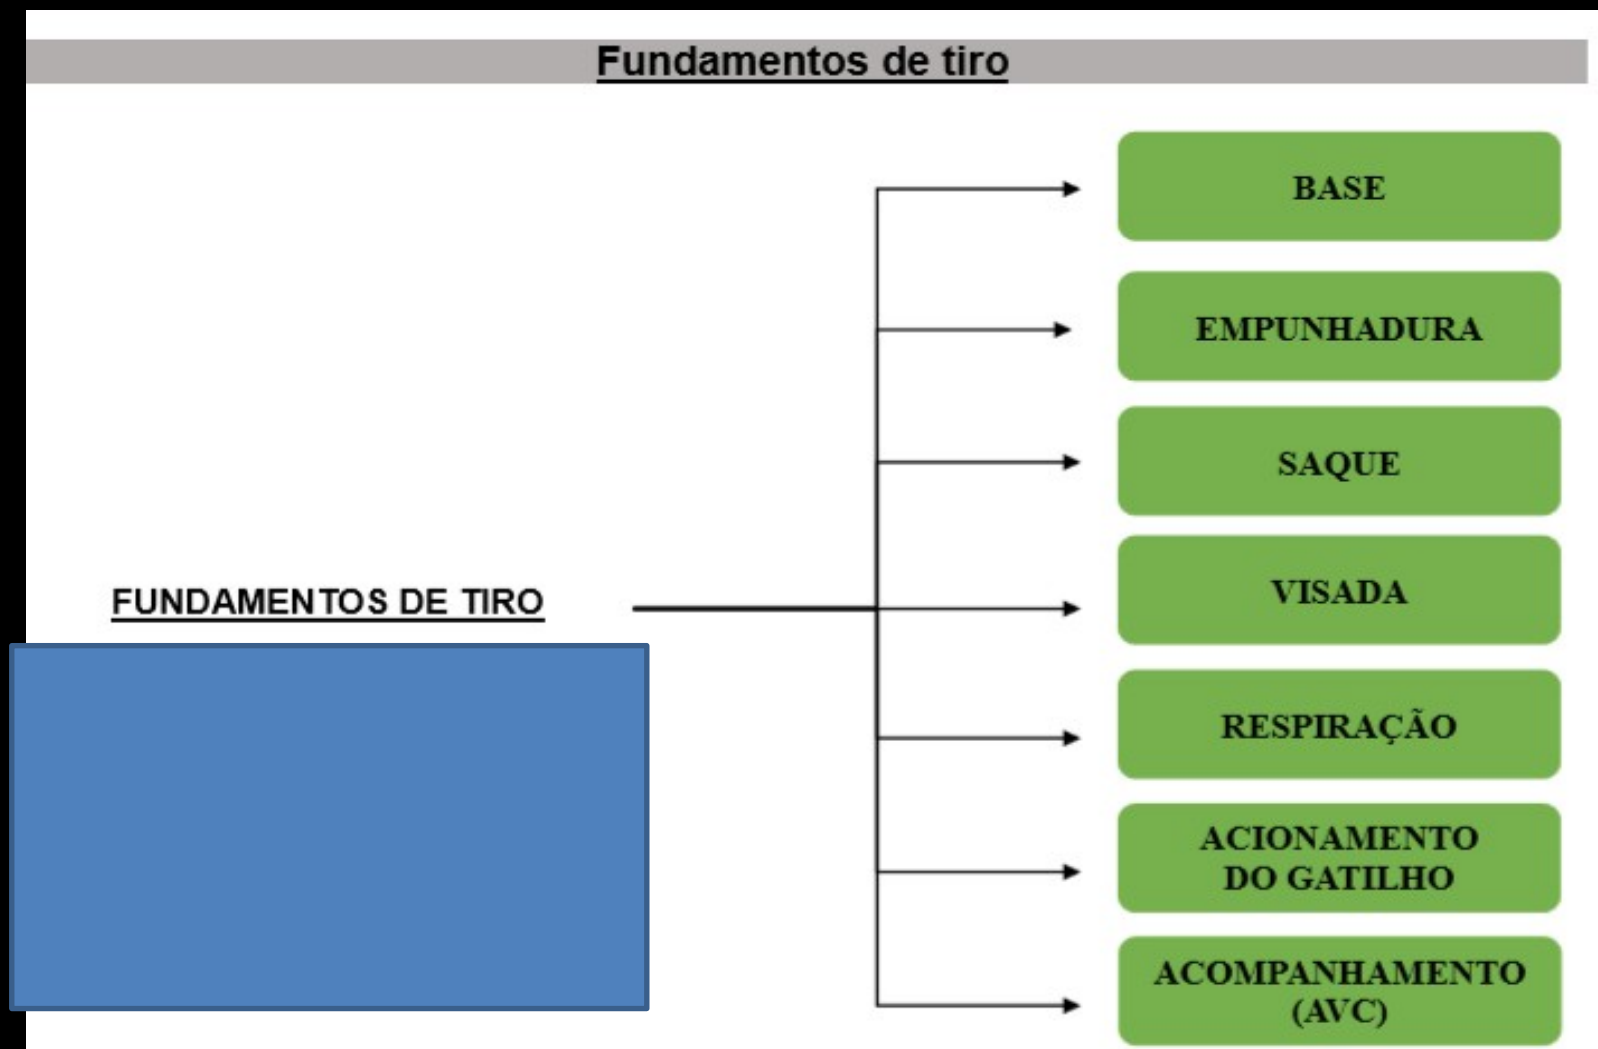 Fundamentos de tiro
FUNDAMENTOS DE TIRO
BASE
EMPUNHADURA
SAQUE
VISADA
RESPIRAÇÃO
ACIONAMENTO
DO GATILHO
ACOMPANHAMENTO
(AVC)